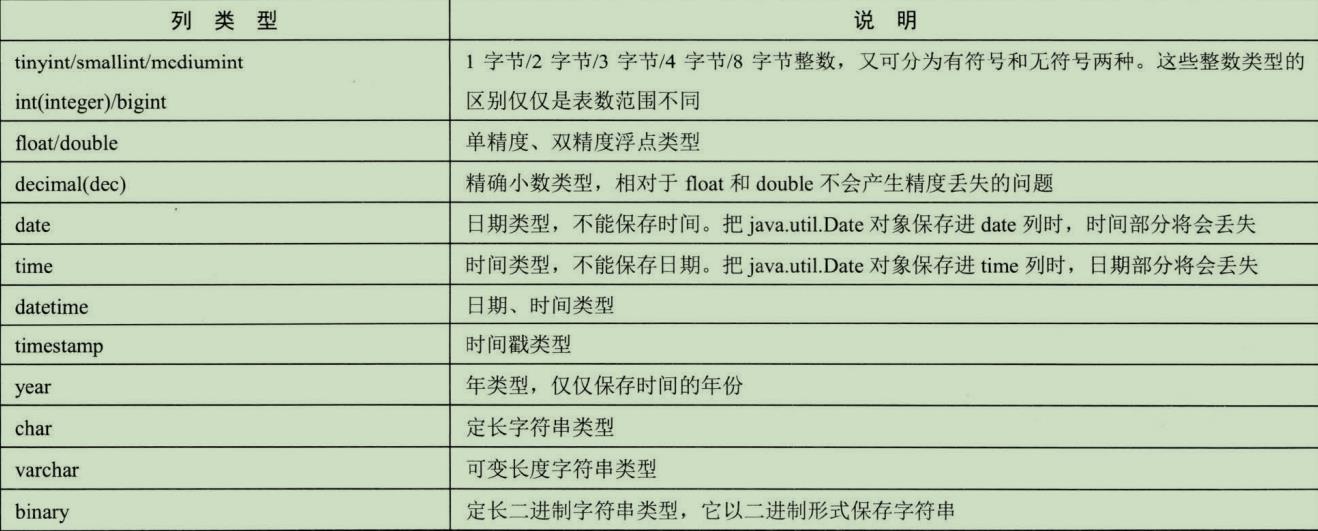 列 类 型 说 明
tinyint/smallint/mediumint 1 字节/2 字节/3 字节/4 字节/8 字节整数，又可分为有符号和无符号两种。这些整数类型的
int(integer)/bigint 区别仅仅是表数范围不同
float/double 单精度、双精度浮点类型
decimal(dec) 精确小数类型，相对于 float 和 double 不会产生精度丢失的问题
date 日期类型，不能保存时间。把 java.util.Date 对象保存进 date 列时，时间部分将会丢失
time 时间类型，不能保存日期。把 java.util.Date 对象保存进 time 列时，日期部分将会丢失
datetime 日期、时间类型
timestamp 时间戳类型
year 年类型，仅仅保存时间的年份
char 定长字符串类型
varchar 可变长度字符串类型
binary 定长二进制字符串类型，它以二进制形式保存字符串